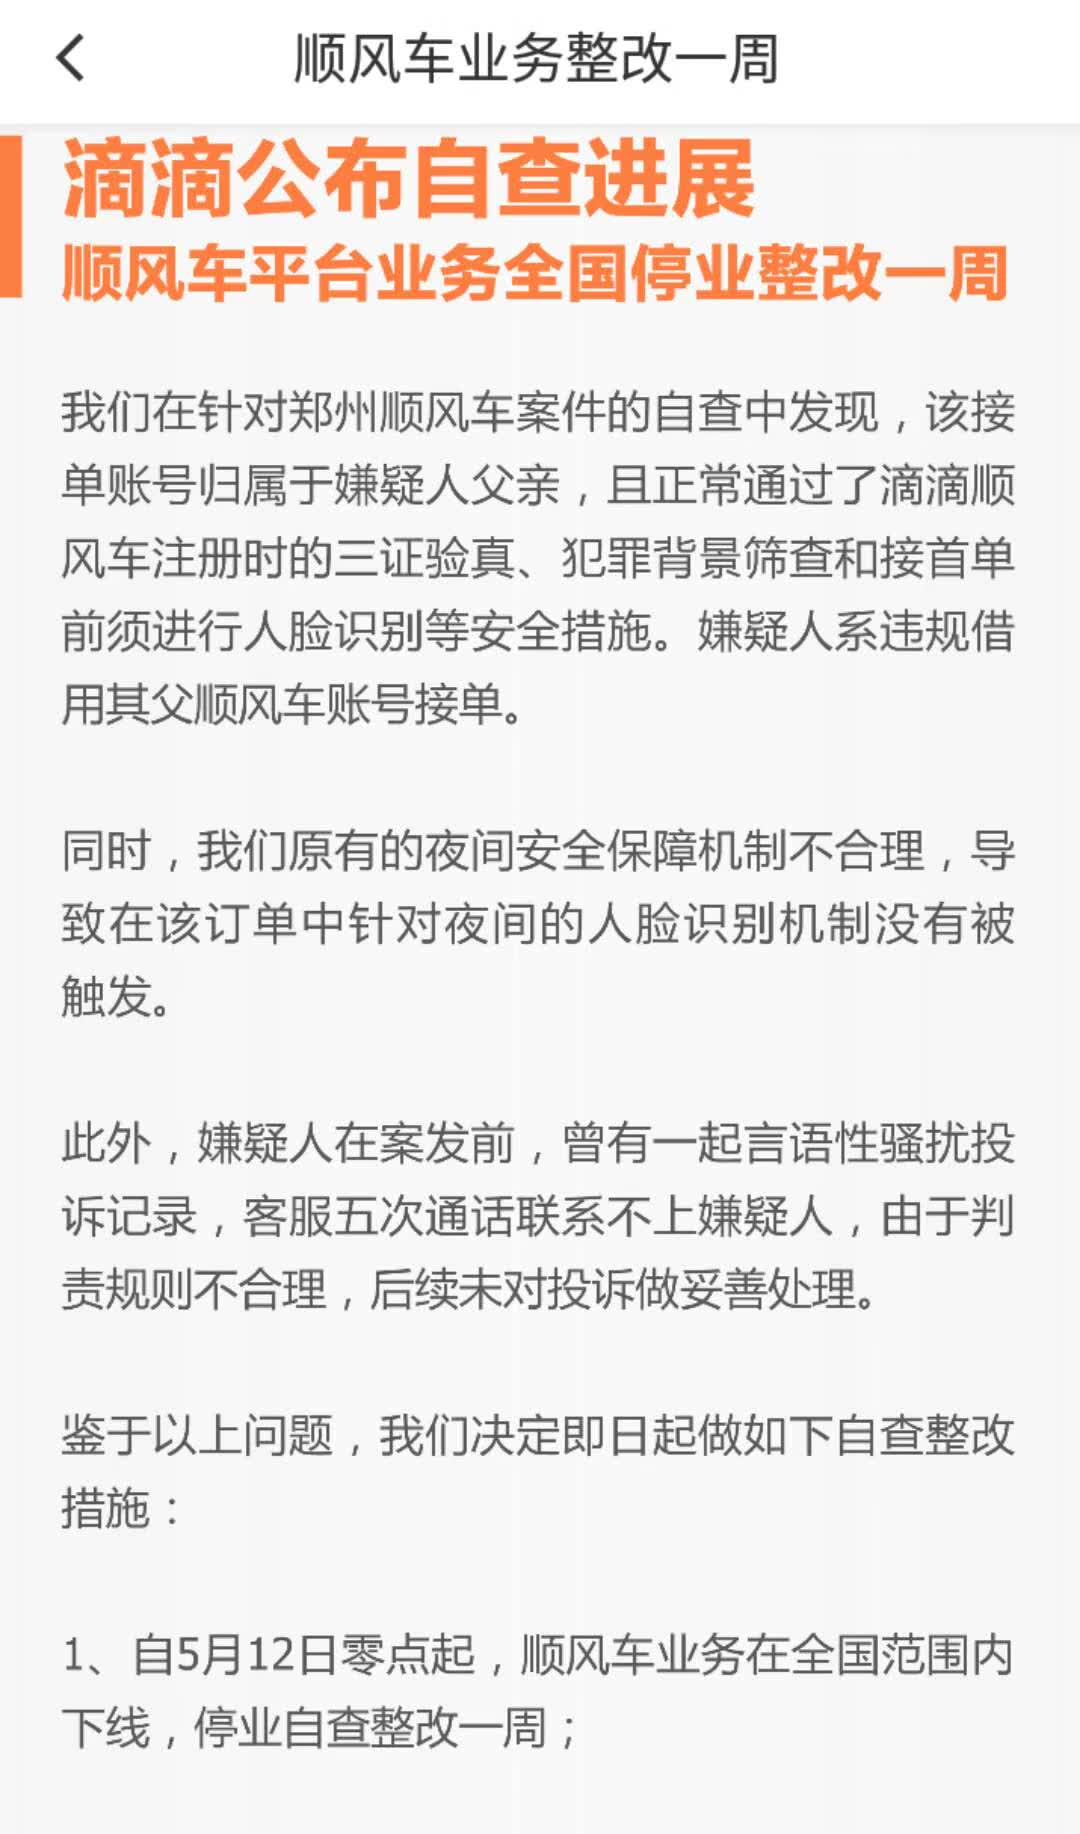 顺风车业务整改一周
滴滴公布自查进展
顺风车平台业务全国停业整改一周
我们在针对郑州顺风车案件的自查中发现，该接
单账号归属于嫌疑人父亲，且正常通过了滴滴顺
风车注册时的三证验真、犯罪背景筛查和接首单
前须进行人脸识别等安全措施。嫌疑人系违规借
用其父顺风车账号接单。
同时，我们原有的夜间安全保障机制不合理，导
致在该订单中针对夜间的人脸识别机制没有被
触发。
此外，嫌疑人在案发前，曾有一起言语性骚扰投
诉记录，客服五次通话联系不上嫌疑人，由于判
责规则不合理，后续未对投诉做妥善处理。
鉴于以上问题，我们决定即日起做如下自查整改
措施：
1、自5月12日零点起，顺风车业务在全国范围内
下线，停业自查整改一周；